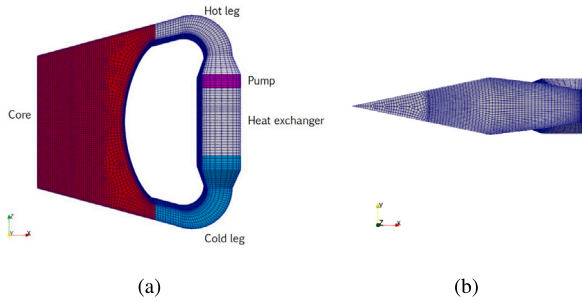 Hot leg
Pump
Core
Heat exchanger
Cold leg
z
Y
X
Y
Z
X
(a)
(b)